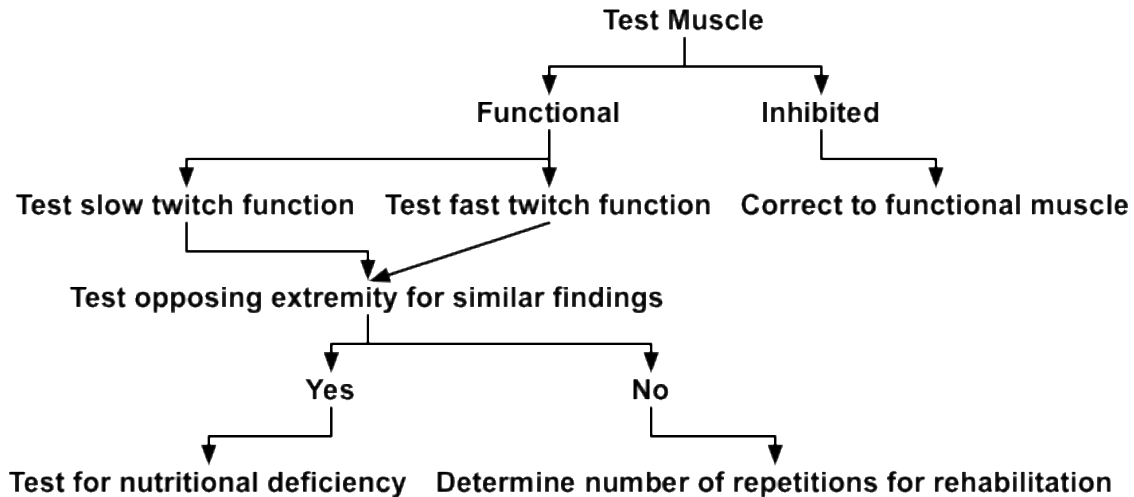 Test Muscle
Functional
Inhibited
Test slow twitch function
Test fast twitch function
Correct to functional muscle
Test opposing extremity for similar findings
Yes
No
Test for nutritional deficiency
Determine number of repetitions for rehabilitation